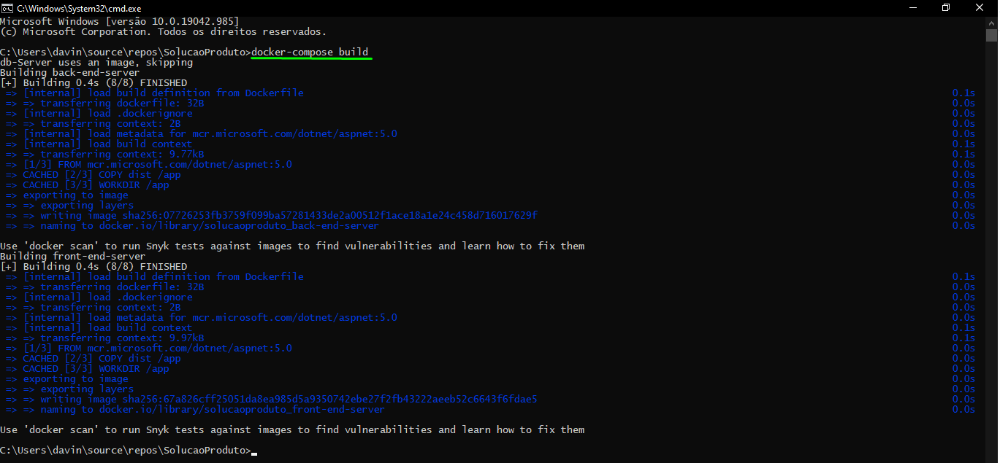 C:\Windows\System32\cmd.exe
Microsoft Windows [versão 10.0.19042.985]
(c) Microsoft Corporation. Todos os direitos reservados.
C:\Users\davin\source\repos\SolucaoProduto>docker-compose build
db-Server uses an image, skipping
Building back-end-server
[+] Building 0.4s (8/8) FINISHED
=> [internal] load build definition from Dockerfile 0.1s
=> => transferring dockerfile: 32B 0.0s
=> [internal] load .dockerignore 0.0s
=> => transferring context: 2B 0.0s
=> [internal] load metadata for mcr.microsoft.com/dotnet/aspnet:5.0 0.0s
=> [internal] load build context 0.1s
=> => transferring context: 9.77kB 0.1s
=> [1/3] FROM mcr.microsoft.com/dotnet/aspnet:5.0 0.0s
=> CACHED [2/3] COPY dist /app 0.0s
=> CACHED [3/3] WORKDIR /app 0.0s
=> exporting to image 0.0s
=> => exporting layers 0.0s
=> => writing image sha256:07726253fb3759f099ba57281433de2a00512f1ace18a1e24c458d716017629f 0.0s
=> => naming to docker.io/library/solucaoproduto_back-end-server 0.0s
Use 'docker scan' to run Snyk tests against images to find vulnerabilities and learn how to fix them
Building front-end-server
[+] Building 0.4s (8/8) FINISHED
=> [internal] load build definition from Dockerfile 0.1s
=> => transferring dockerfile: 32B 0.0s
=> [internal] load .dockerignore 0.0s
=> => transferring context: 2B 0.0s
=> [internal] load metadata for mcr.microsoft.com/dotnet/aspnet:5.0 0.0s
=> [internal] load build context 0.1s
=> => transferring context: 9.97kB 0.1s
=> [1/3] FROM mcr.microsoft.com/dotnet/aspnet:5.0 0.0s
=> CACHED [2/3] COPY dist /app 0.0s
=> CACHED [3/3] WORKDIR /app 0.0s
=> exporting to image 0.0s
=> => exporting layers 0.0s
=> => writing image sha256:67a826cff25051da8ea985d5a9350742ebe27f2fb43222aeeb52c6643f6fdae5 0.0s
=> => naming to docker.io/library/solucaoproduto_front-end-server 0.0s
Use 'docker scan' to run Snyk tests against images to find vulnerabilities and learn how to fix them
C:\Users\davin\source\repos\SolucaoProduto>